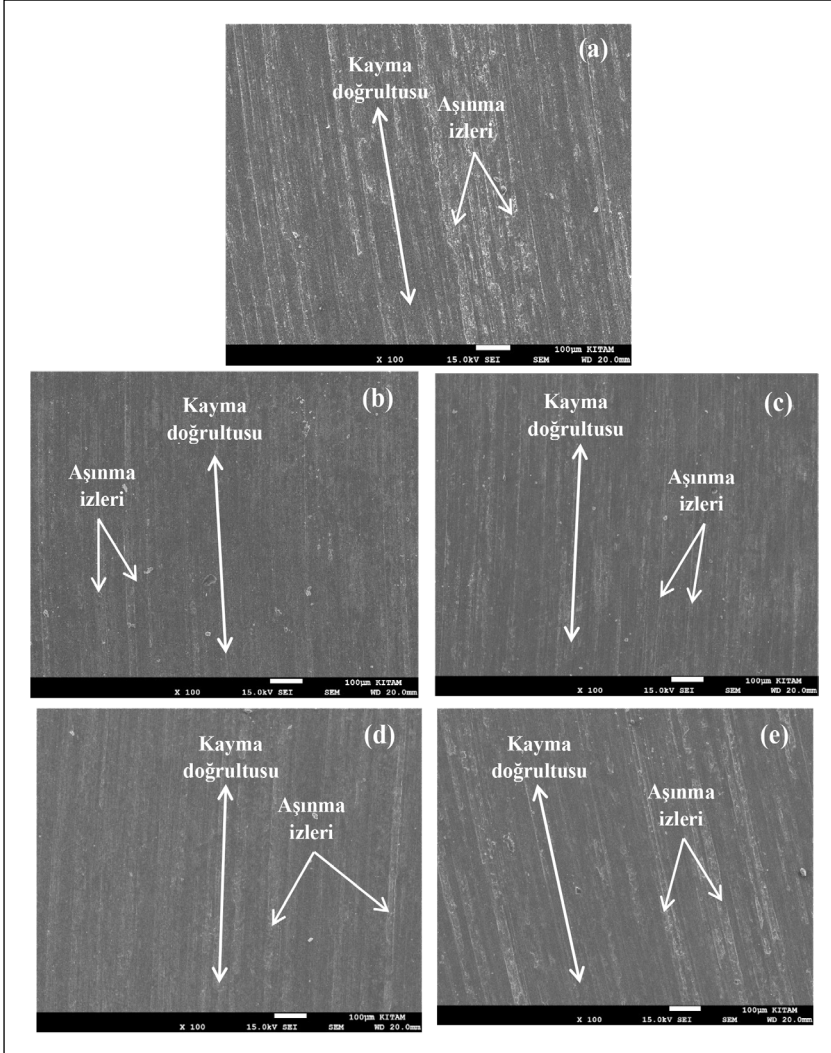 (a)
Kayma
doğrultusu
Aşınma
izleri
100µm KITAM
X 100 15.0kV SEI SEM WD 20.0mm
(b)
Kayma
doğrultusu
Aşınma
izleri
100µm KITAM
X 100 15.0kV SEI SEM WD 20.0mm
(c)
Kayma
doğrultusu
Aşınma
izleri
100µm KITAM
X 100 15.0kV SEI SEM WD 20.0mm
(d)
Kayma
doğrultusu
Aşınma
izleri
100µm KITAM
X 100 15.0kV SEI SEM WD 20.0mm
(e)
Kayma
doğrultusu
Aşınma
izleri
100µm KITAM
X 100 15.0kV SEI SEM WD 20.0mm